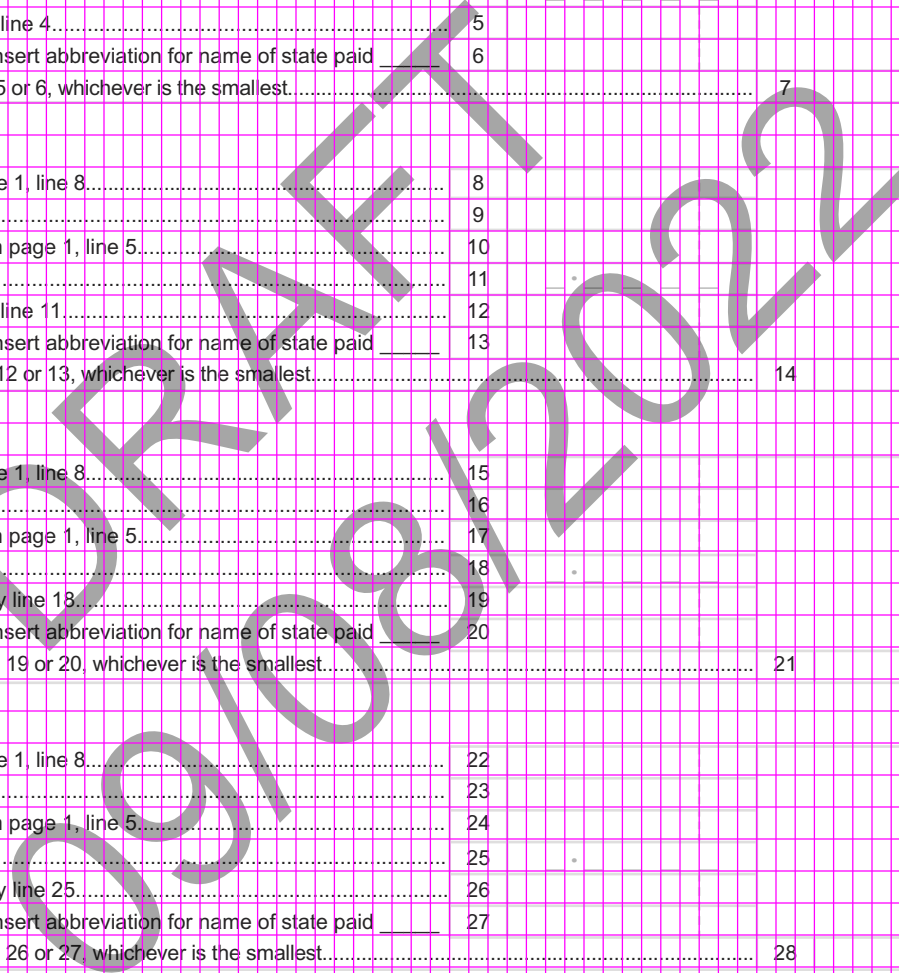 line 4 5
nsert abbreviation for name of state paid ______ 6
5 or 6, whichever is the smallest 7
e 1, line 8 8
9
page 1, line 5 10
11
line 11 12
nsert abbreviation for name of state paid ______ 13
12 or 13, whichever is the smallest 14
e 1, line 8 15
16
page 1, line 5 17
18
y line 18 19
nsert abbreviation for name of state paid ______ 20
19 or 20, whichever is the smallest 21
e 1, line 8 22
23
page 1, line 5 24
25
y line 25 26
nsert abbreviation for name of state paid ______ 27
26 or 27, whichever is the smallest 28
DRAFT
09/08/2022